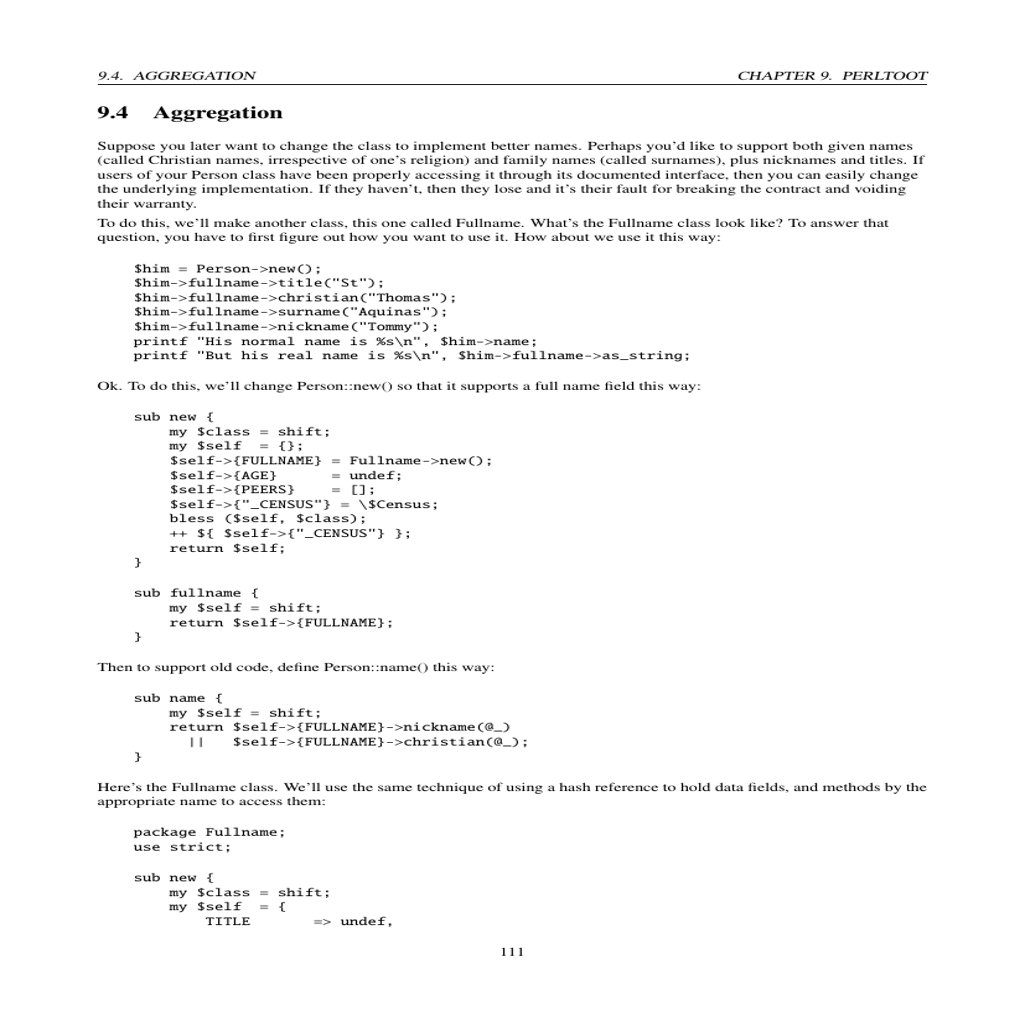 9.4. AGGREGATION CHAPTER 9. PERLTOOT
9.4 Aggregation
Suppose you later want to change the class to implement better names. Perhaps you'd like to support both given names
(called Christian names, irrespective of one's religion) and family names (called surnames), plus nicknames and titles. If
users of your Person class have been properly accessing it through its documented interface, then you can easily change
the underlying implementation. If they haven't, then they lose and it's their fault for breaking the contract and voiding
their warranty.
To do this, we'll make another class, this one called Fullname. What's the Fullname class look like? To answer that
question, you have to first figure out how you want to use it. How about we use it this way:
$him = Person->new();
$him->fullname->title("St");
$him->fullname->christian("Thomas");
$him->fullname->surname("Aquinas");
$him->fullname->nickname("Tommy");
printf "His normal name is %s\n", $him->name;
printf "But his real name is %s\n", $him->fullname->as_string;
Ok. To do this, we'll change Person::new() so that it supports a full name field this way:
sub new {
    my $class = shift;
    my $self  = {};
    $self->{FULLNAME} = Fullname->new();
    $self->{AGE}      = undef;
    $self->{PEERS}    = [];
    $self->{"_CENSUS"} = \$Census;
    bless ($self, $class);
    ++ ${ $self->{"_CENSUS"} };
    return $self;
}
sub fullname {
    my $self = shift;
    return $self->{FULLNAME};
}
Then to support old code, define Person::name() this way:
sub name {
    my $self = shift;
    return $self->{FULLNAME}->nickname(@_)
      ||   $self->{FULLNAME}->christian(@_);
}
Here's the Fullname class. We'll use the same technique of using a hash reference to hold data fields, and methods by the
appropriate name to access them:
package Fullname;
use strict;
sub new {
    my $class = shift;
    my $self  = {
        TITLE       => undef,
111